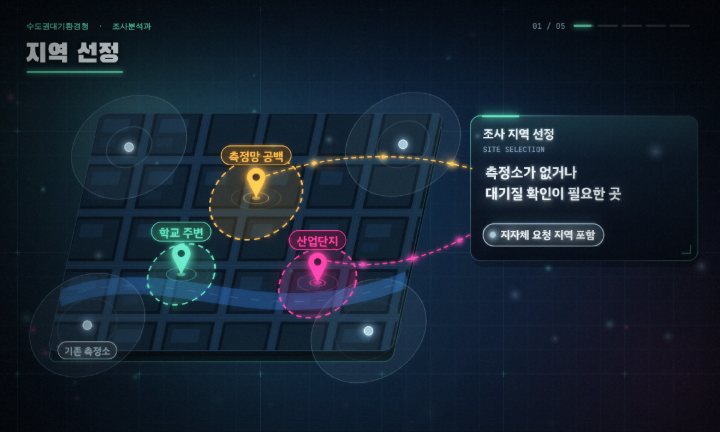 수도권대기환경청 · 조사분석과
01 / 05
지역 선정
측정망 공백
학교 주변
산업단지
기존 측정소
조사 지역 선정
SITE SELECTION
측정소가 없거나
대기질 확인이 필요한 곳
지자체 요청 지역 포함